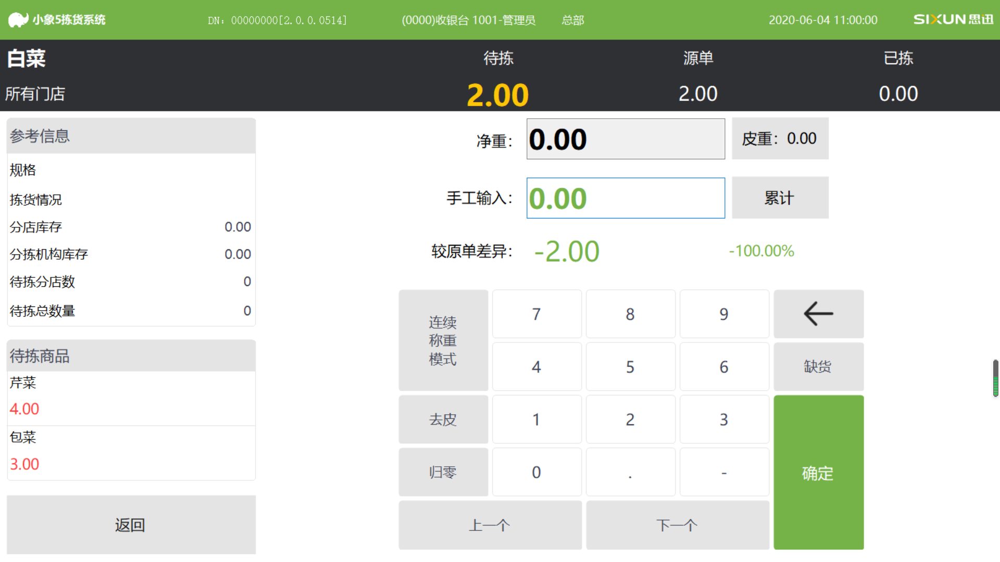 小象5拣货系统
DN: 00000000[2.0.0.0514]
(0000)收银台 1001-管理员
总部
2020-06-04 11:00:00
SIXUN思迅
白菜
待拣
源单
已拣
所有门店
2.00
2.00
0.00
参考信息
规格
拣货情况
分店库存
0.00
分拣机构库存
0.00
待拣分店数
0
待拣总数量
0
待拣商品
芹菜
4.00
包菜
3.00
返回
净重：
0.00
皮重：0.00
手工输入：
0.00
累计
较原单差异：
-2.00
-100.00%
连续
称重
模式
7
8
9
4
5
6
缺货
去皮
1
2
3
归零
0
.
-
确定
上一个
下一个